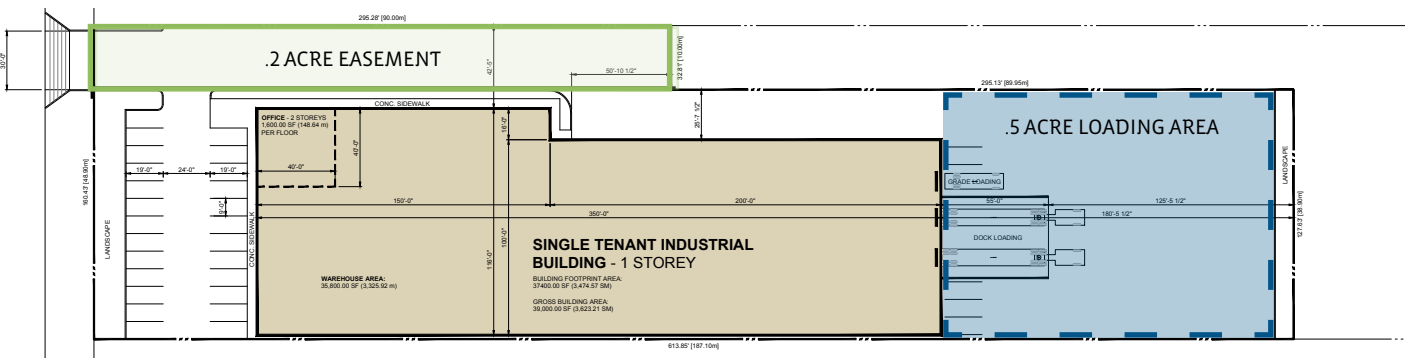 295.28' [90.00m]
.2 ACRE EASEMENT
30'-0"
42'-5"
50'-10 1/2"
32.81' [10.00m]
295.13' [89.95m]
CONC. SIDEWALK
OFFICE - 2 STOREYS
1,600.00 SF (148.64 m)
PER FLOOR
16'-0"
25'-7 1/2"
.5 ACRE LOADING AREA
40'-0"
40'-0"
19'-0"
24'-0"
19'-0"
9'-0"
160.43' [48.90m]
LANDSCAPE
CONC. SIDEWALK
150'-0"
200'-0"
350'-0"
116'-0"
100'-0"
GRADE LOADING
55'-0"
125'-5 1/2"
180'-5 1/2"
DOCK LOADING
LANDSCAPE
127.63' [38.90m]
SINGLE TENANT INDUSTRIAL
BUILDING - 1 STOREY
WAREHOUSE AREA:
35,800.00 SF (3,325.92 m)
BUILDING FOOTPRINT AREA:
37400.00 SF (3,474.57 SM)
GROSS BUILDING AREA:
39,000.00 SF (3,623.21 SM)
613.85' [187.10m]